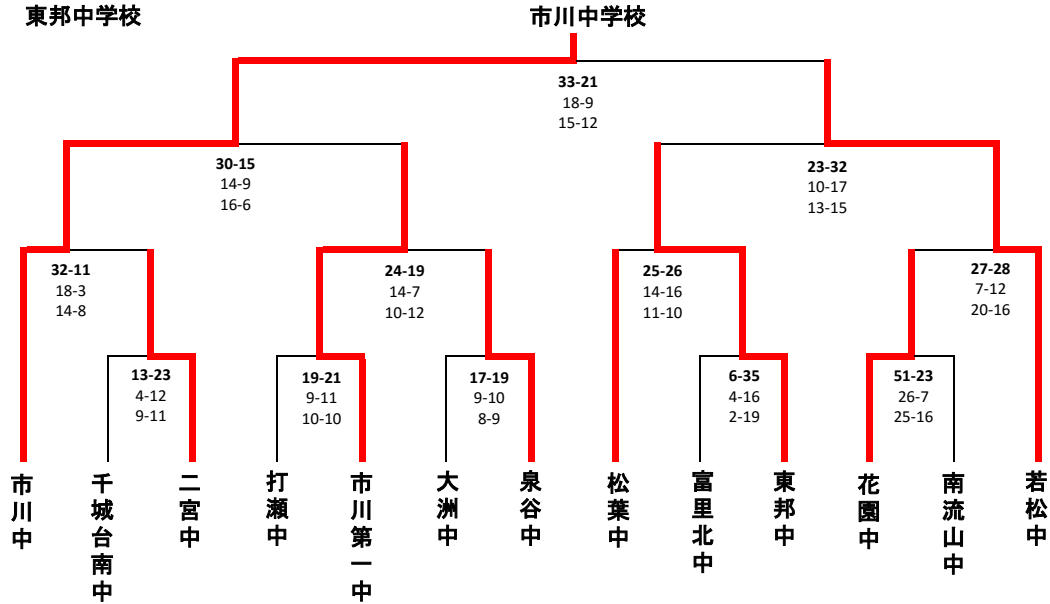 東邦中学校
市川中学校
33-21
18-9
15-12
30-15
14-9
16-6
23-32
10-17
13-15
32-11
18-3
14-8
24-19
14-7
10-12
25-26
14-16
11-10
27-28
7-12
20-16
13-23
4-12
9-11
19-21
9-11
10-10
17-19
9-10
8-9
6-35
4-16
2-19
51-23
26-7
25-16
市川中
千城台南中
二宮中
打瀬中
市川第一中
大洲中
泉谷中
松葉中
富里北中
東邦中
花園中
南流山中
若松中